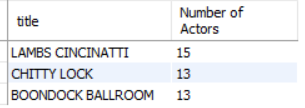 title Number of Actors
LAMBS CINCINATTI 15
CHITTY LOCK 13
BOONDOCK BALLROOM 13